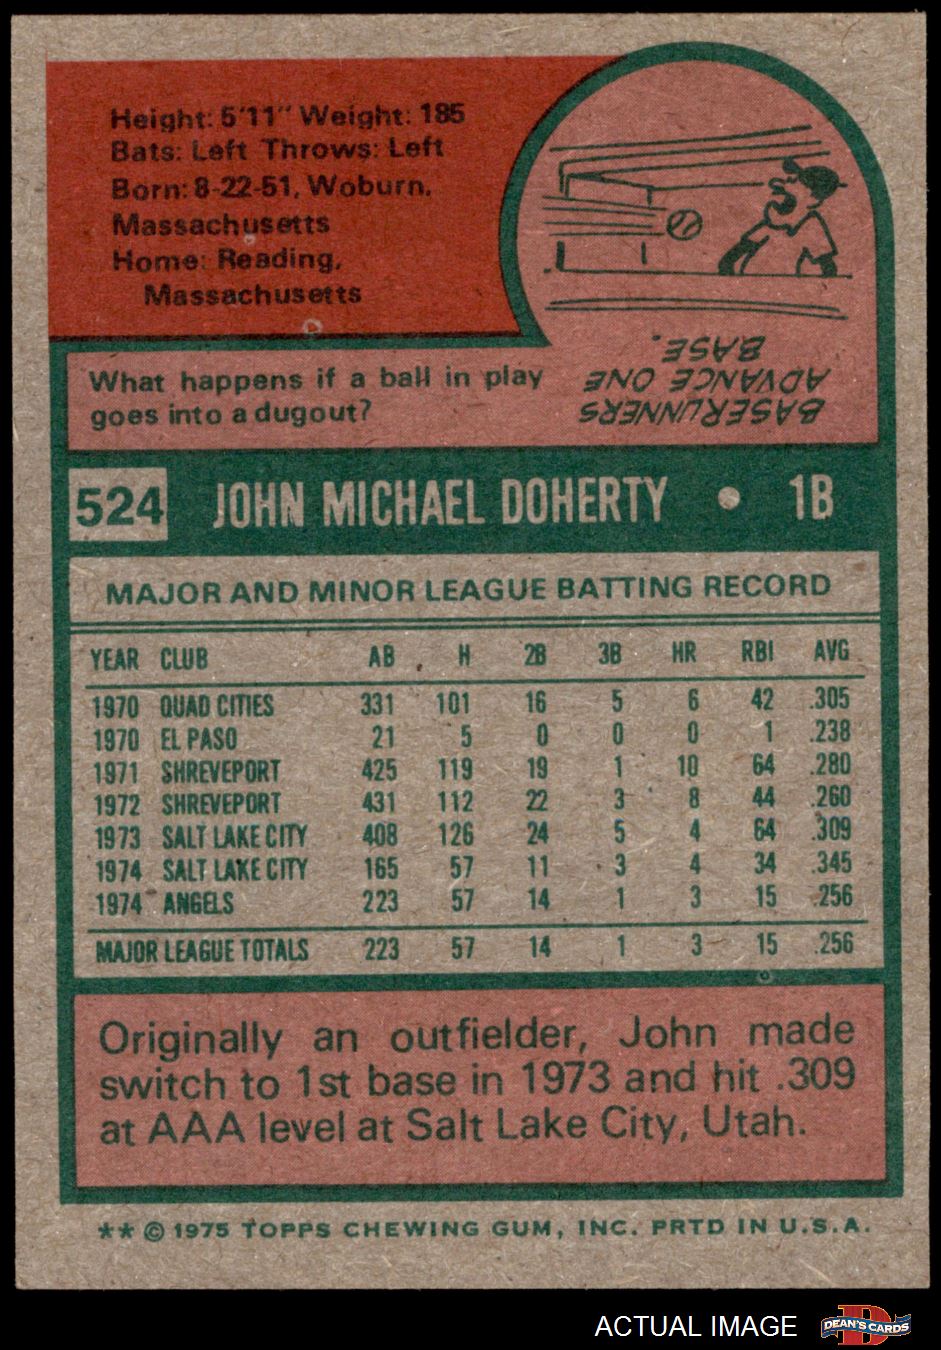 Height: 5'11" Weight: 185
Bats: Left Throws: Left
Born: 8-22-51, Woburn,
Massachusetts
Home: Reading,
Massachusetts
What happens if a ball in play
goes into a dugout?
BASERUNNERS
ADVANCE ONE
BASE.
524 JOHN MICHAEL DOHERTY • 1B
MAJOR AND MINOR LEAGUE BATTING RECORD
YEAR CLUB AB H 2B 3B HR RBI AVG
1970 QUAD CITIES 331 101 16 5 6 42 .305
1970 EL PASO 21 5 0 0 0 1 .238
1971 SHREVEPORT 425 119 19 1 10 64 .280
1972 SHREVEPORT 431 112 22 3 8 44 .260
1973 SALT LAKE CITY 408 126 24 5 4 64 .309
1974 SALT LAKE CITY 165 57 11 3 4 34 .345
1974 ANGELS 223 57 14 1 3 15 .256
MAJOR LEAGUE TOTALS 223 57 14 1 3 15 .256
Originally an outfielder, John made
switch to 1st base in 1973 and hit .309
at AAA level at Salt Lake City, Utah.
** © 1975 TOPPS CHEWING GUM, INC. PRTD IN U.S.A.
ACTUAL IMAGE
D
DEAN'S CARDS